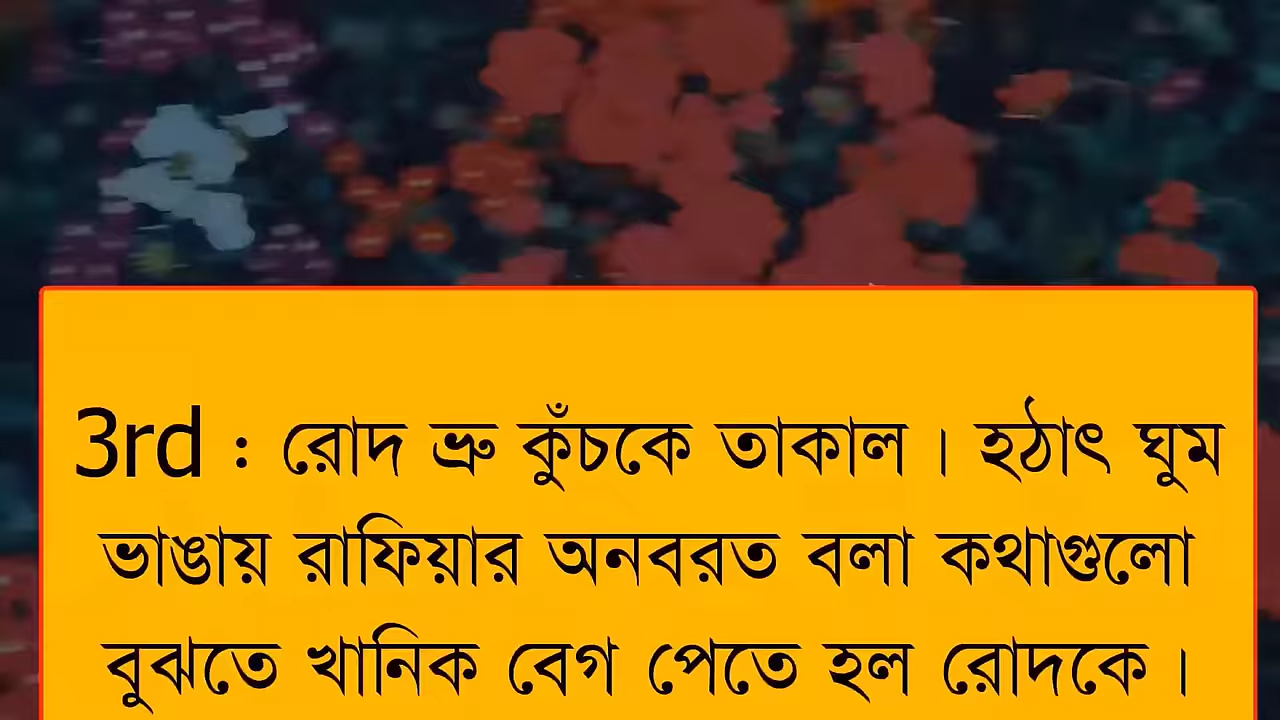 3rd : রোদ ভ্রু কুঁচকে তাকাল । হঠাৎ ঘুম
ভাঙায় রাফিয়ার অনবরত বলা কথাগুলো
বুঝতে খানিক বেগ পেতে হল রোদকে ।